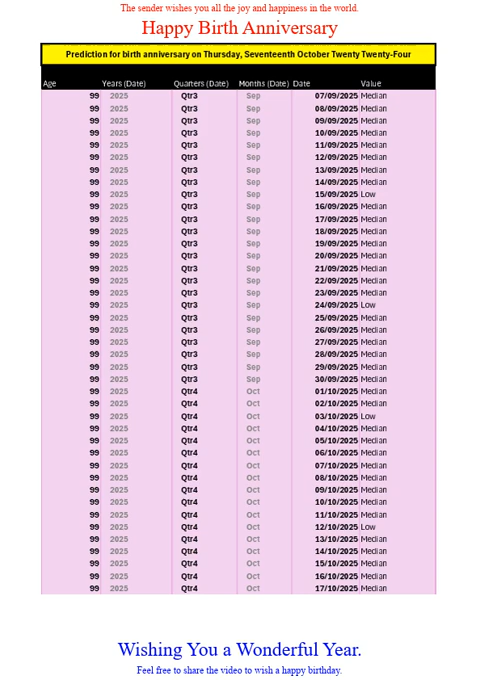 The sender wishes you all the joy and happiness in the world.
Happy Birth Anniversary
Prediction for birth anniversary on Thursday, Seventeenth October Twenty Twenty-Four
Age Years (Date) Quarters (Date) Months (Date) Date Value
99 2025 Qtr3 Sep 07/09/2025 Median
99 2025 Qtr3 Sep 08/09/2025 Median
99 2025 Qtr3 Sep 09/09/2025 Median
99 2025 Qtr3 Sep 10/09/2025 Median
99 2025 Qtr3 Sep 11/09/2025 Median
99 2025 Qtr3 Sep 12/09/2025 Median
99 2025 Qtr3 Sep 13/09/2025 Median
99 2025 Qtr3 Sep 14/09/2025 Median
99 2025 Qtr3 Sep 15/09/2025 Low
99 2025 Qtr3 Sep 16/09/2025 Median
99 2025 Qtr3 Sep 17/09/2025 Median
99 2025 Qtr3 Sep 18/09/2025 Median
99 2025 Qtr3 Sep 19/09/2025 Median
99 2025 Qtr3 Sep 20/09/2025 Median
99 2025 Qtr3 Sep 21/09/2025 Median
99 2025 Qtr3 Sep 22/09/2025 Median
99 2025 Qtr3 Sep 23/09/2025 Median
99 2025 Qtr3 Sep 24/09/2025 Low
99 2025 Qtr3 Sep 25/09/2025 Median
99 2025 Qtr3 Sep 26/09/2025 Median
99 2025 Qtr3 Sep 27/09/2025 Median
99 2025 Qtr3 Sep 28/09/2025 Median
99 2025 Qtr3 Sep 29/09/2025 Median
99 2025 Qtr3 Sep 30/09/2025 Median
99 2025 Qtr4 Oct 01/10/2025 Median
99 2025 Qtr4 Oct 02/10/2025 Median
99 2025 Qtr4 Oct 03/10/2025 Low
99 2025 Qtr4 Oct 04/10/2025 Median
99 2025 Qtr4 Oct 05/10/2025 Median
99 2025 Qtr4 Oct 06/10/2025 Median
99 2025 Qtr4 Oct 07/10/2025 Median
99 2025 Qtr4 Oct 08/10/2025 Median
99 2025 Qtr4 Oct 09/10/2025 Median
99 2025 Qtr4 Oct 10/10/2025 Median
99 2025 Qtr4 Oct 11/10/2025 Median
99 2025 Qtr4 Oct 12/10/2025 Low
99 2025 Qtr4 Oct 13/10/2025 Median
99 2025 Qtr4 Oct 14/10/2025 Median
99 2025 Qtr4 Oct 15/10/2025 Median
99 2025 Qtr4 Oct 16/10/2025 Median
99 2025 Qtr4 Oct 17/10/2025 Median
Wishing You a Wonderful Year.
Feel free to share the video to wish a happy birthday.